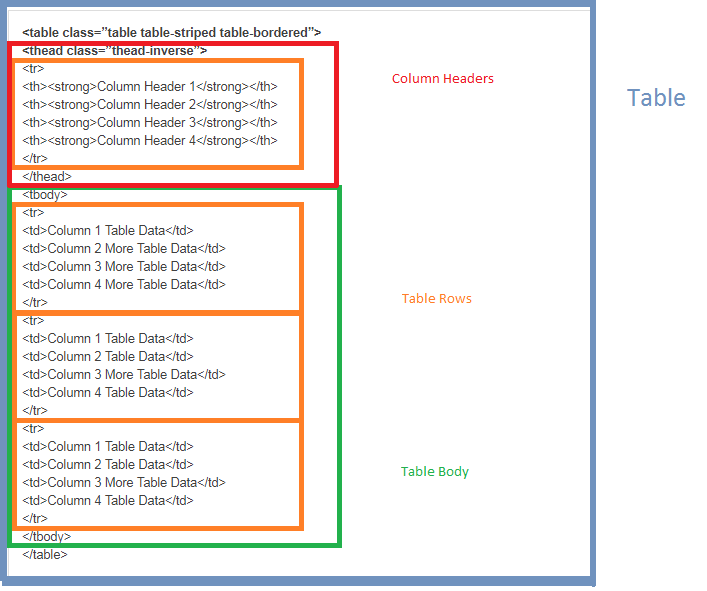 <table class=”table table-striped table-bordered”>
<thead class=”thead-inverse”>
<tr>
<th><strong>Column Header 1</strong></th>
<th><strong>Column Header 2</strong></th>
<th><strong>Column Header 3</strong></th>
<th><strong>Column Header 4</strong></th>
</tr>
</thead>
<tbody>
<tr>
<td>Column 1 Table Data</td>
<td>Column 2 More Table Data</td>
<td>Column 3 More Table Data</td>
<td>Column 4 More Table Data</td>
</tr>
<tr>
<td>Column 1 Table Data</td>
<td>Column 2 Table Data</td>
<td>Column 3 More Table Data</td>
<td>Column 4 Table Data</td>
</tr>
<tr>
<td>Column 1 Table Data</td>
<td>Column 2 Table Data</td>
<td>Column 3 More Table Data</td>
<td>Column 4 Table Data</td>
</tr>
</tbody>
</table>
Column Headers
Table Rows
Table Body
Table